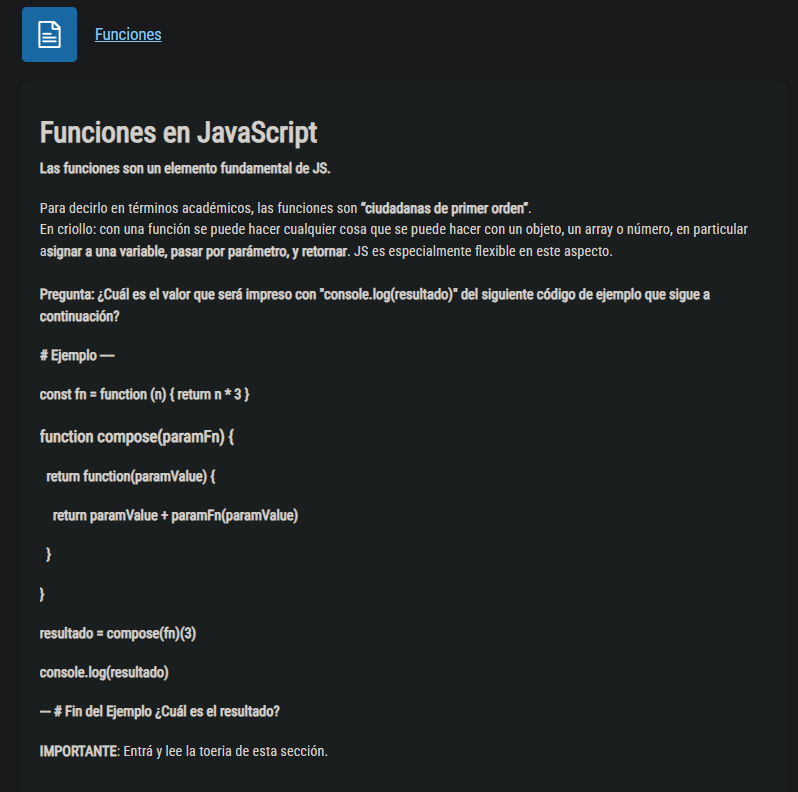 Funciones
Funciones en JavaScript
Las funciones son un elemento fundamental de JS.
Para decirlo en términos académicos, las funciones son “ciudadanas de primer orden”.
En criollo: con una función se puede hacer cualquier cosa que se puede hacer con un objeto, un array o número, en particular
asignar a una variable, pasar por parámetro, y retornar. JS es especialmente flexible en este aspecto.
Pregunta: ¿Cuál es el valor que será impreso con "console.log(resultado)" del siguiente código de ejemplo que sigue a
continuación?
# Ejemplo —
const fn = function (n) { return n * 3 }
function compose(paramFn) {
return function(paramValue) {
return paramValue + paramFn(paramValue)
}
}
resultado = compose(fn)(3)
console.log(resultado)
— # Fin del Ejemplo ¿Cuál es el resultado?
IMPORTANTE: Entrá y lee la toeria de esta sección.